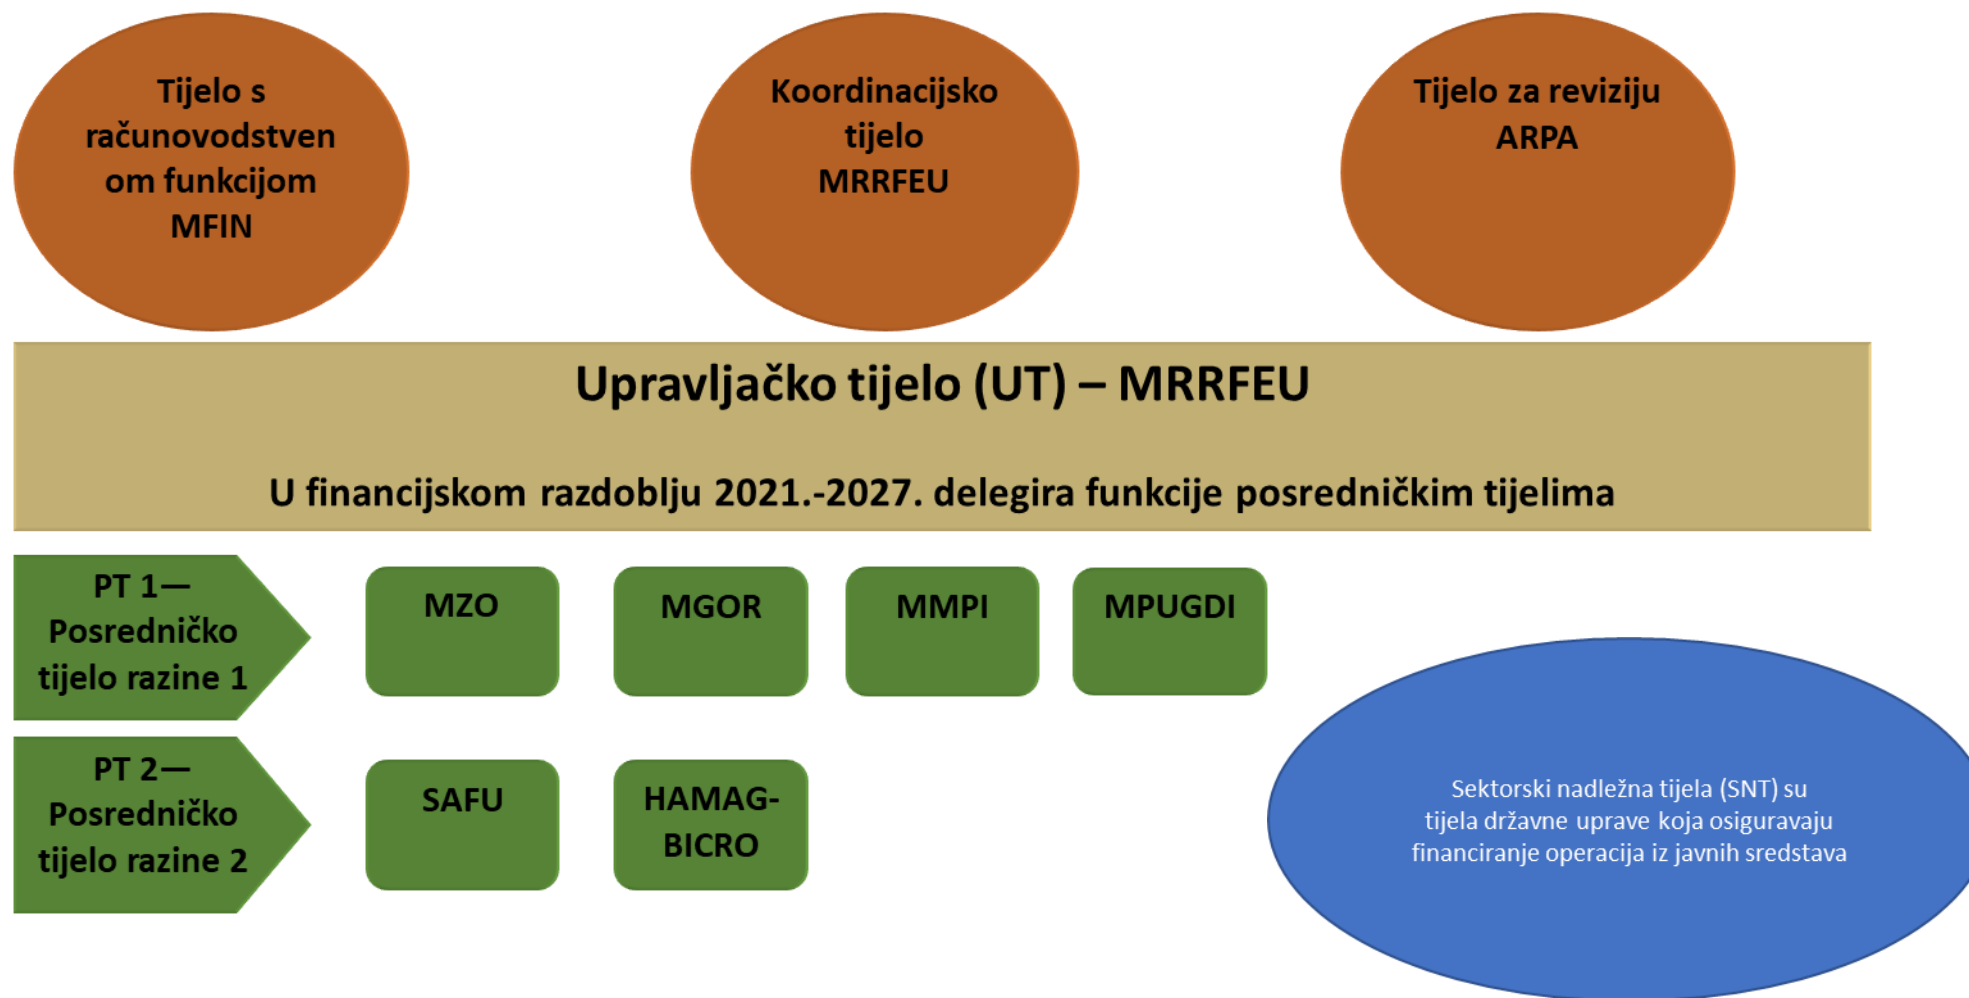 Tijelo s
računovodstven
om funkcijom
MFIN
Koordinacijsko
tijelo
MRRFEU
Tijelo za reviziju
ARPA
Upravljačko tijelo (UT) – MRRFEU
U financijskom razdoblju 2021.-2027. delegira funkcije posredničkim tijelima
PT 1—
Posredničko
tijelo razine 1
MZO
MGOR
MMPI
MPUGDI
PT 2—
Posredničko
tijelo razine 2
SAFU
HAMAG-
BICRO
Sektorski nadležna tijela (SNT) su
tijela državne uprave koja osiguravaju
financiranje operacija iz javnih sredstava